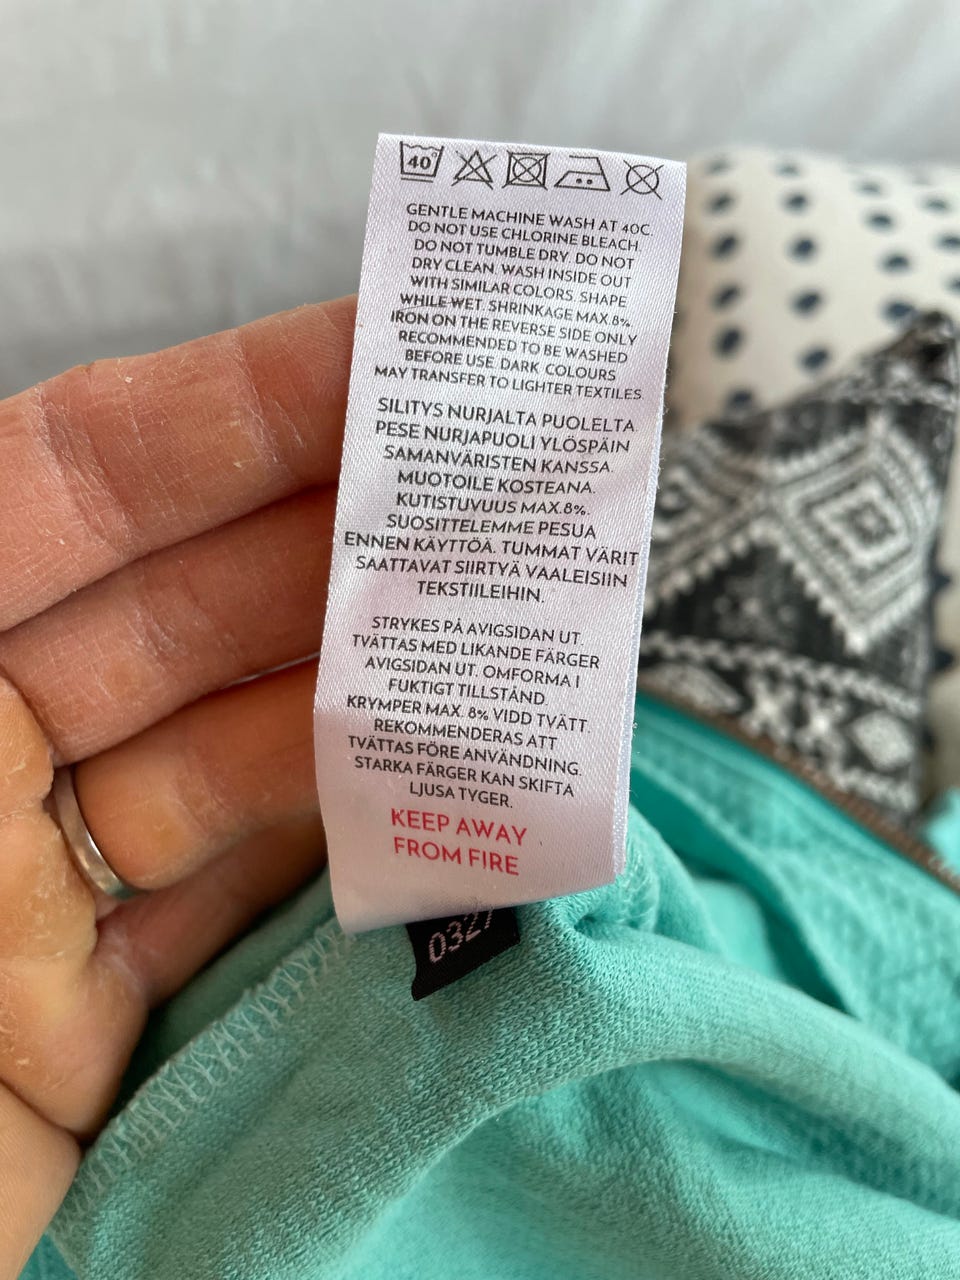 40°
GENTLE MACHINE WASH AT 40C.
DO NOT USE CHLORINE BLEACH.
DO NOT TUMBLE DRY. DO NOT
DRY CLEAN. WASH INSIDE OUT
WITH SIMILAR COLORS. SHAPE
WHILE WET. SHRINKAGE MAX.8%.
IRON ON THE REVERSE SIDE ONLY
RECOMMENDED TO BE WASHED
BEFORE USE. DARK COLOURS
MAY TRANSFER TO LIGHTER TEXTILES.
SILITYS NURJALTA PUOLELTA.
PESE NURJAPUOLI YLÖSPÄIN
SAMANVÄRISTEN KANSSA.
MUOTOILE KOSTEANA.
KUTISTUVUUS MAX.8%.
SUOSITTELEMME PESUA
ENNEN KÄYTTÖÄ. TUMMAT VÄRIT
SAATTAVAT SIIRTYÄ VAALEISIIN
TEKSTIILEIHIN.
STRYKES PÅ AVIGSIDAN UT.
TVÄTTAS MED LIKANDE FÄRGER
AVIGSIDAN UT. OMFORMA I
FUKTIGT TILLSTÅND.
KRYMPER MAX. 8% VIDD TVÄTT.
REKOMMENDERAS ATT
TVÄTTAS FÖRE ANVÄNDNING.
STARKA FÄRGER KAN SKIFTA
LJUSA TYGER.
KEEP AWAY
FROM FIRE
0327